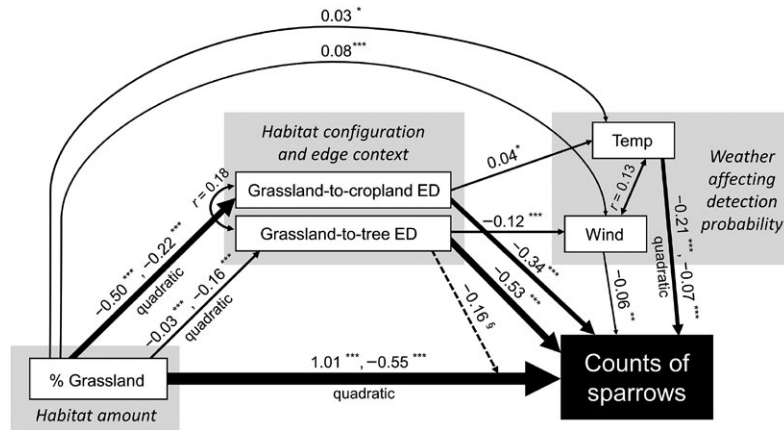 0.03 *
0.08 ***
Habitat configuration
and edge context
Temp
Weather
affecting
detection
probability
0.04 *
r = 0.13
r = 0.18
Grassland-to-cropland ED
Grassland-to-tree ED
−0.12 ***
Wind
−0.50 ***, −0.22 ***
quadratic
−0.03 ***, −0.16 ***
quadratic
−0.34 ***
−0.53 ***
−0.16 §
−0.06 **
−0.21 ***, −0.07 ***
quadratic
% Grassland
Habitat amount
1.01 ***, −0.55 ***
quadratic
Counts of
sparrows